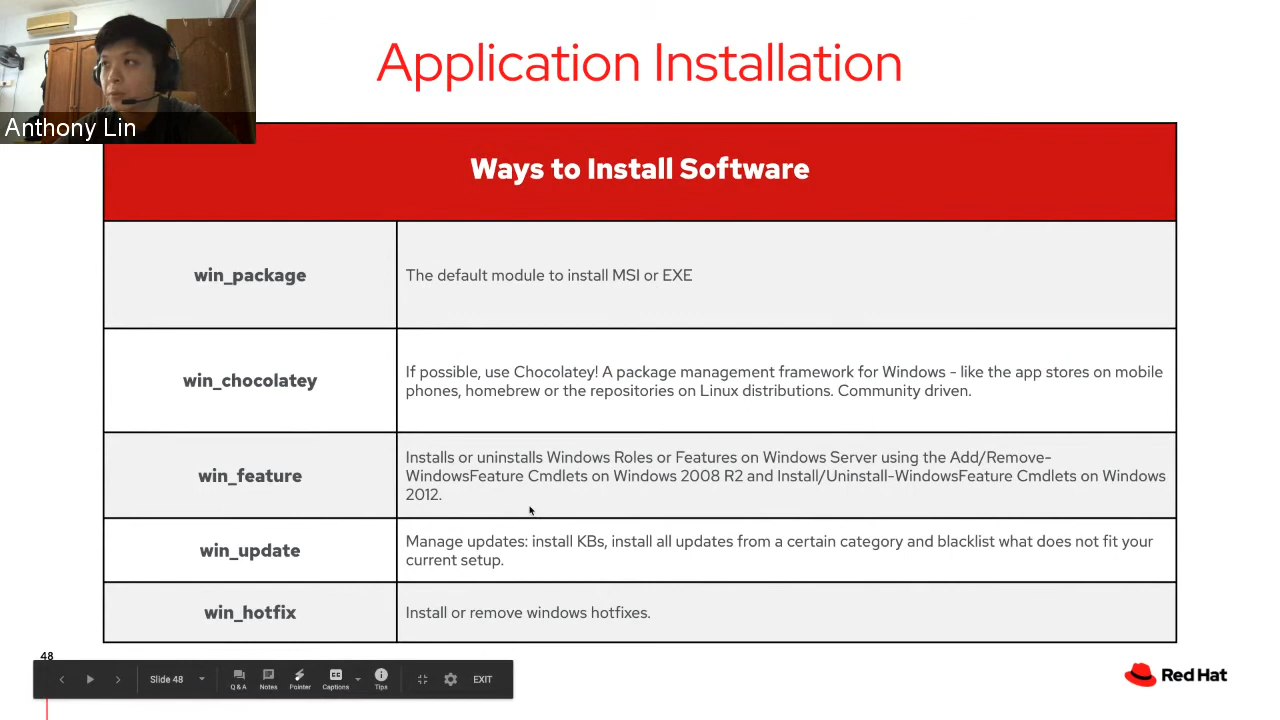 Application Installation
Anthony Lin
Ways to Install Software
win_package
The default module to install MSI or EXE
win_chocolatey
If possible, use Chocolatey! A package management framework for Windows - like the app stores on mobile
phones, homebrew or the repositories on Linux distributions. Community driven.
win_feature
Installs or uninstalls Windows Roles or Features on Windows Server using the Add/Remove-
WindowsFeature Cmdlets on Windows 2008 R2 and Install/Uninstall-WindowsFeature Cmdlets on Windows
2012.
win_update
Manage updates: install KBs, install all updates from a certain category and blacklist what does not fit your
current setup.
win_hotfix
Install or remove windows hotfixes.
48
Slide 48
Q&A
Notes
Pointer
CC
Captions
Tips
EXIT
Red Hat